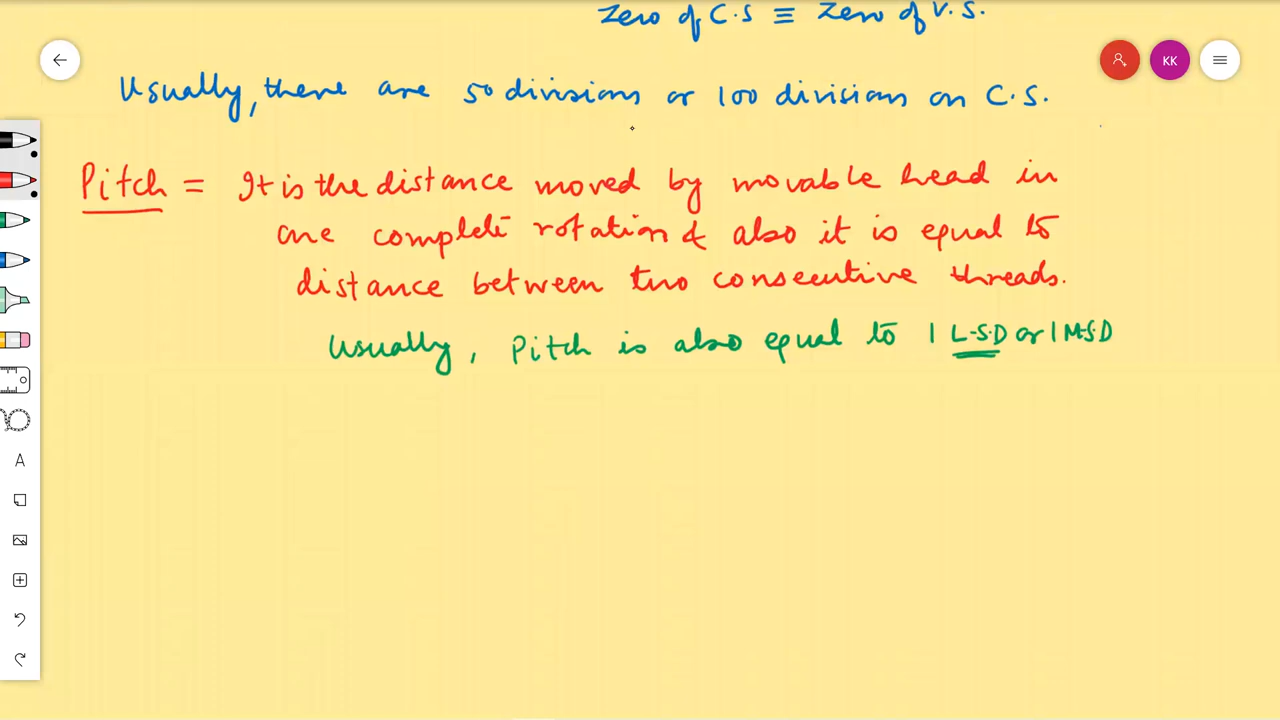 Zero of C.S ≡ Zero of V.S.
KK
Usually, there are 50 divisions or 100 divisions on C.S.
Pitch = It is the distance moved by movable head in
one complete rotation & also it is equal to
distance between two consecutive threads.
Usually, Pitch is also equal to 1 L.S.D or 1 M.S.D
A